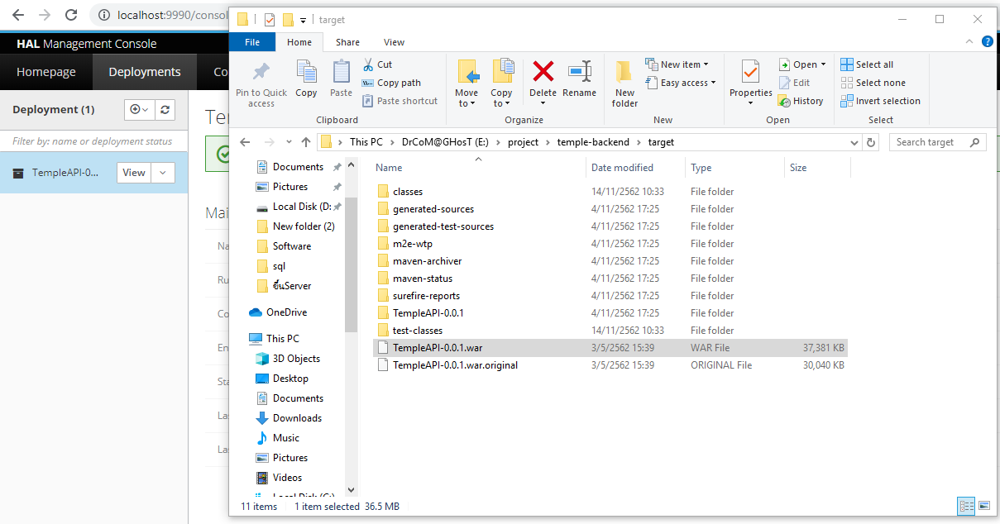 localhost:9990/consol
target
HAL Management Console
File Home Share View
Homepage Deployments Co
Pin to Quick access
Copy
Paste
Cut
Copy path
Paste shortcut
Clipboard
Move to
Copy to
Delete
Rename
Organize
New folder
New item
Easy access
New
Properties
Open
Edit
History
Open
Select all
Select none
Invert selection
Select
Deployment (1)
Filter by: name or deployment status
TempleAPI-0... View
Te
Mai
Na
Ru
Co
En
Sta
Las
Las
This PC > DrCoM@GHosT (E:) > project > temple-backend > target
Search target
Documents
Pictures
Local Disk (D:
New folder (2)
Software
sql
ขึ้นServer
OneDrive
This PC
3D Objects
Desktop
Documents
Downloads
Music
Pictures
Videos
Local Disk (C:)
Name Date modified Type Size
classes 14/11/2562 10:33 File folder
generated-sources 4/11/2562 17:25 File folder
generated-test-sources 4/11/2562 17:25 File folder
m2e-wtp 4/11/2562 17:25 File folder
maven-archiver 4/11/2562 17:25 File folder
maven-status 4/11/2562 17:25 File folder
surefire-reports 4/11/2562 17:25 File folder
TempleAPI-0.0.1 4/11/2562 17:25 File folder
test-classes 14/11/2562 10:33 File folder
TempleAPI-0.0.1.war 3/5/2562 15:39 WAR File 37,381 KB
TempleAPI-0.0.1.war.original 3/5/2562 15:39 ORIGINAL File 30,040 KB
11 items 1 item selected 36.5 MB